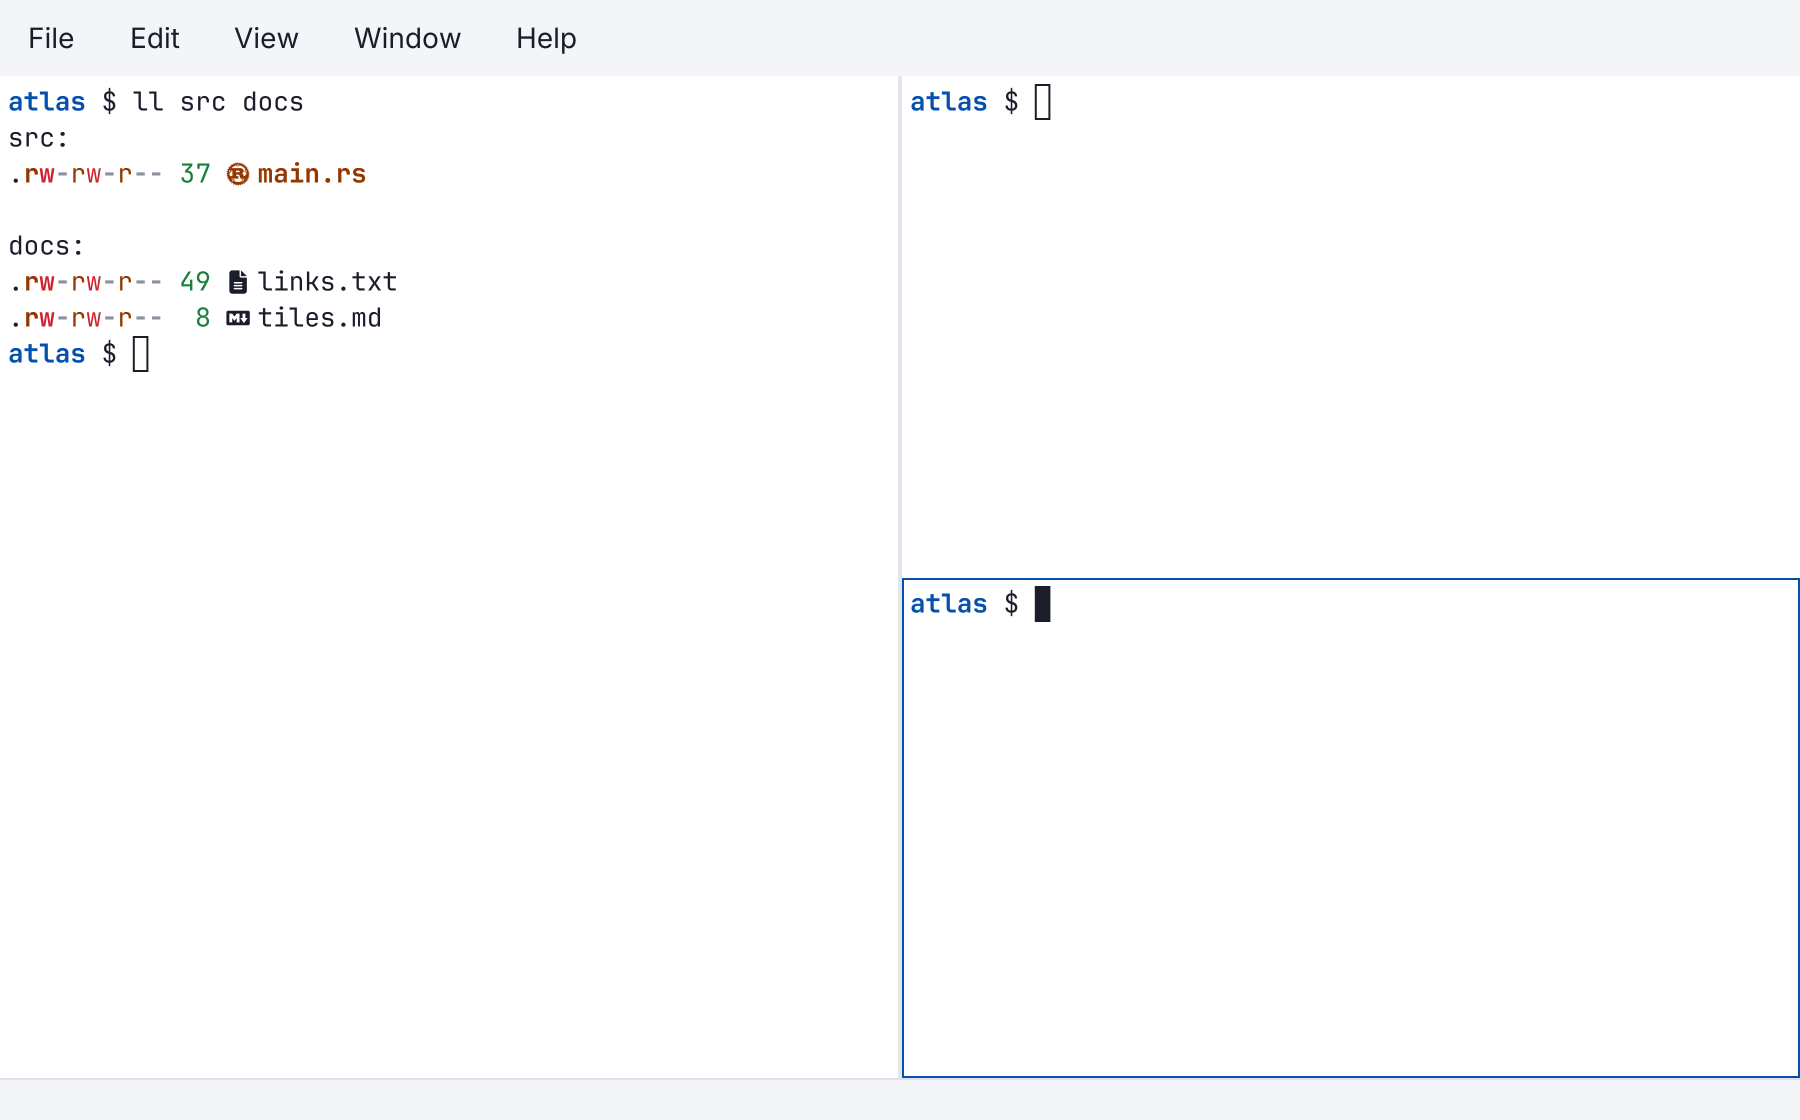 File Edit View Window Help
atlas $ ll src docs
src:
.rw-rw-r-- 37 main.rs
docs:
.rw-rw-r-- 49 links.txt
.rw-rw-r-- 8 tiles.md
atlas $
atlas $
atlas $